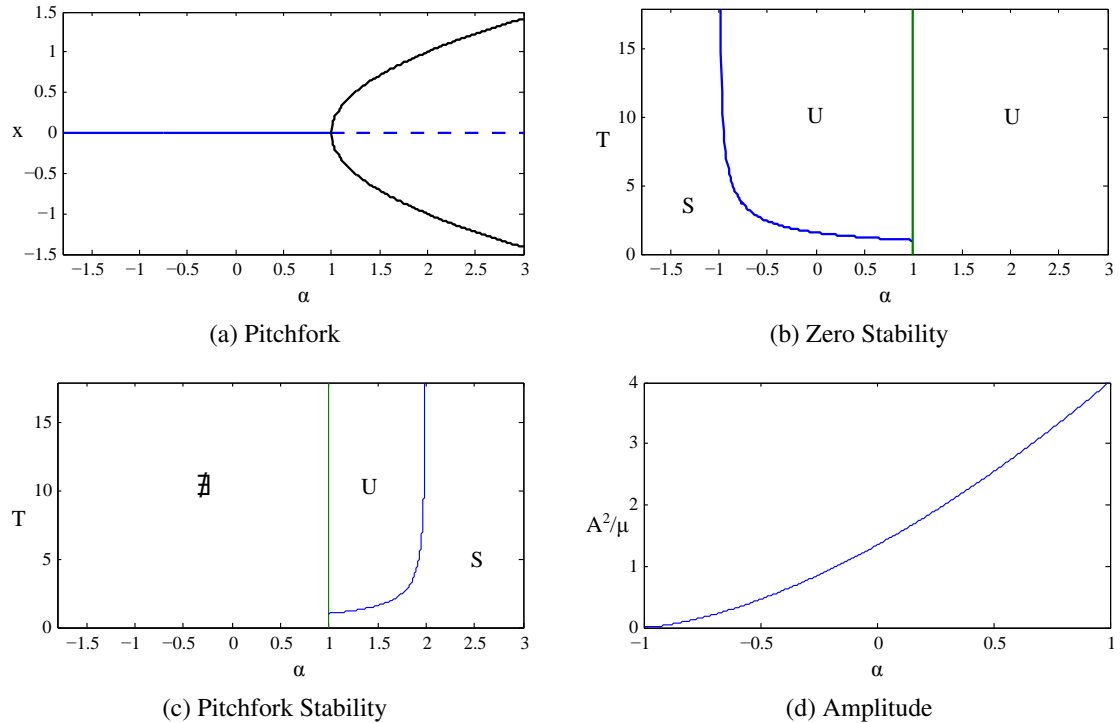 1.5
1
0.5
x
0
−0.5
−1
−1.5
−1.5 −1 −0.5 0 0.5 1 1.5 2 2.5 3
α
(a) Pitchfork
15
10
T
5
0
U
U
S
−1.5 −1 −0.5 0 0.5 1 1.5 2 2.5 3
α
(b) Zero Stability
15
10
T
5
0
∄
U
S
−1.5 −1 −0.5 0 0.5 1 1.5 2 2.5 3
α
(c) Pitchfork Stability
4
3
2
A²/μ
1
0
−1 −0.5 0 0.5 1
α
(d) Amplitude